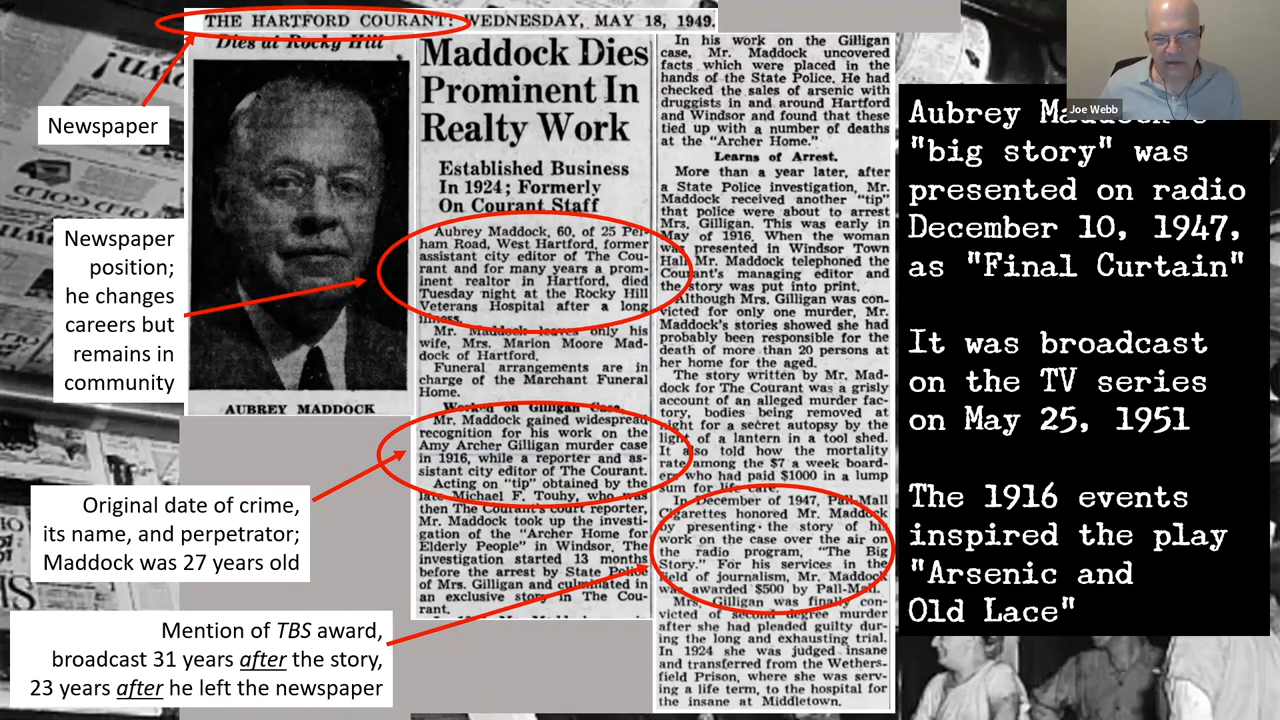 THE HARTFORD COURANT: WEDNESDAY, MAY 18, 1949.
Dies at Rocky Hill
AUBREY MADDOCK
Newspaper
Newspaper
position;
he changes
careers but
remains in
community
Original date of crime,
its name, and perpetrator;
Maddock was 27 years old
Mention of TBS award,
broadcast 31 years after the story,
23 years after he left the newspaper
Maddock Dies
Prominent In
Realty Work
Established Business
In 1924; Formerly
On Courant Staff
Aubrey Maddock, 60, of 25 Pel-
ham Road, West Hartford, former
assistant city editor of The Cou-
rant and for many years a prom-
inent realtor in Hartford, died
Tuesday night at the Rocky Hill
Veterans Hospital after a long
illness.
Mr. Maddock leaves only his
wife, Mrs. Marion Moore Mad-
dock of Hartford.
Funeral arrangements are in
charge of the Marchant Funeral
Home.
Worked on Gilligan Case.
Mr. Maddock gained widespread
recognition for his work on the
Amy Archer Gilligan murder case
in 1916, while a reporter and as-
sistant city editor of The Courant.
Acting on "tip" obtained by the
late Michael F. Touhy, who was
then The Courant's court reporter,
Mr. Maddock took up the investi-
gation of the "Archer Home for
Elderly People" in Windsor. The
investigation started 13 months
before the arrest by State Police
of Mrs. Gilligan and culminated in
an exclusive story in The Cou-
rant.
In his work on the Gilligan
case, Mr. Maddock uncovered
facts which were placed in the
hands of the State Police. He had
checked the sales of arsenic with
druggists in and around Hartford
and Windsor and found that these
tied up with a number of deaths
at the "Archer Home."
Learns of Arrest.
More than a year later, after
a State Police investigation, Mr.
Maddock received another "tip"
that police were about to arrest
Mrs. Gilligan. This was early in
May of 1916. When the woman
was presented in Windsor Town
Hall Mr. Maddock telephoned the
Courant's managing editor and
the story was put into print.
Although Mrs. Gilligan was con-
victed for only one murder, Mr.
Maddock's stories showed she had
probably been responsible for the
death of more than 20 persons at
her home for the aged.
The story written by Mr. Mad-
dock for The Courant was a grisly
account of an alleged murder fac-
tory, bodies being removed at
night for a secret autopsy by the
light of a lantern in a tool shed.
It also told how the mortality
rate among the $7 a week board-
ers who had paid $1000 in a lump
sum for life care.
In December of 1947, Pall-Mall
Cigarettes honored Mr. Maddock
by presenting the story of his
work on the case over the air on
the radio program, "The Big
Story." For his services in the
field of journalism, Mr. Maddock
was awarded $500 by Pall-Mall.
Mrs. Gilligan was finally con-
victed of second degree murder
after she had pleaded guilty dur-
ing the long and exhausting trial.
In 1924 she was judged insane
and transferred from the Wethers-
field Prison, where she was serv-
ing a life term, to the hospital for
the insane at Middletown.
Joe Webb
Aubrey
"big story" was
presented on radio
December 10, 1947,
as "Final Curtain"
It was broadcast
on the TV series
on May 25, 1951
The 1916 events
inspired the play
"Arsenic and
Old Lace"